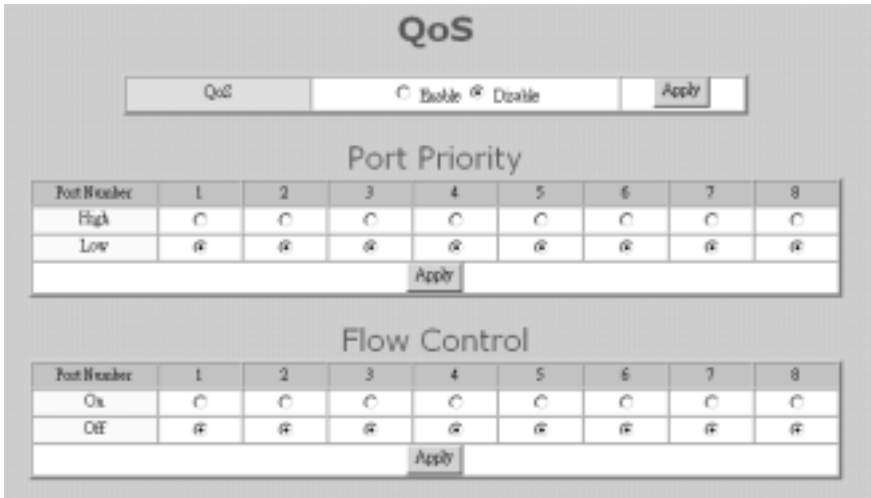 QoS
QoS Enable Disable Apply
Port Priority
Port Number 1 2 3 4 5 6 7 8
High
Low
Apply
Flow Control
Port Number 1 2 3 4 5 6 7 8
On
Off
Apply